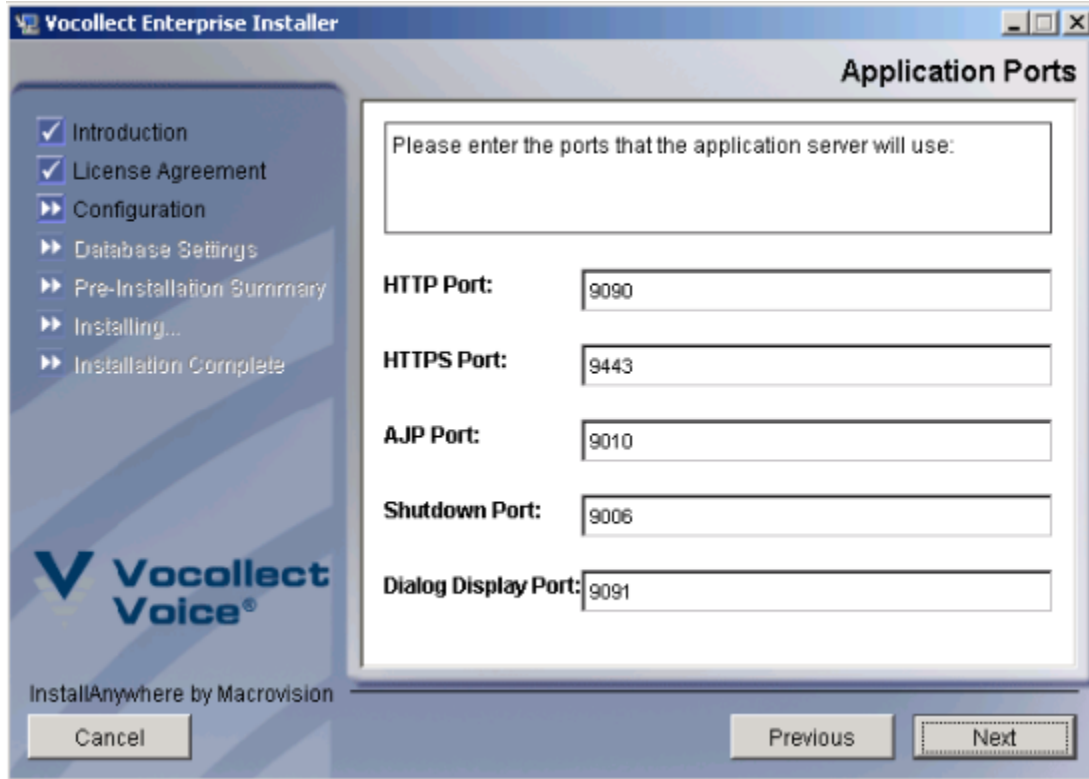 Vocollect Enterprise Installer
Application Ports
Introduction
License Agreement
Configuration
Database Settings
Pre-Installation Summary
Installing...
Installation Complete
Vocollect
Voice®
InstallAnywhere by Macrovision
Please enter the ports that the application server will use:
HTTP Port: 9090
HTTPS Port: 9443
AJP Port: 9010
Shutdown Port: 9006
Dialog Display Port: 9091
Cancel
Previous
Next